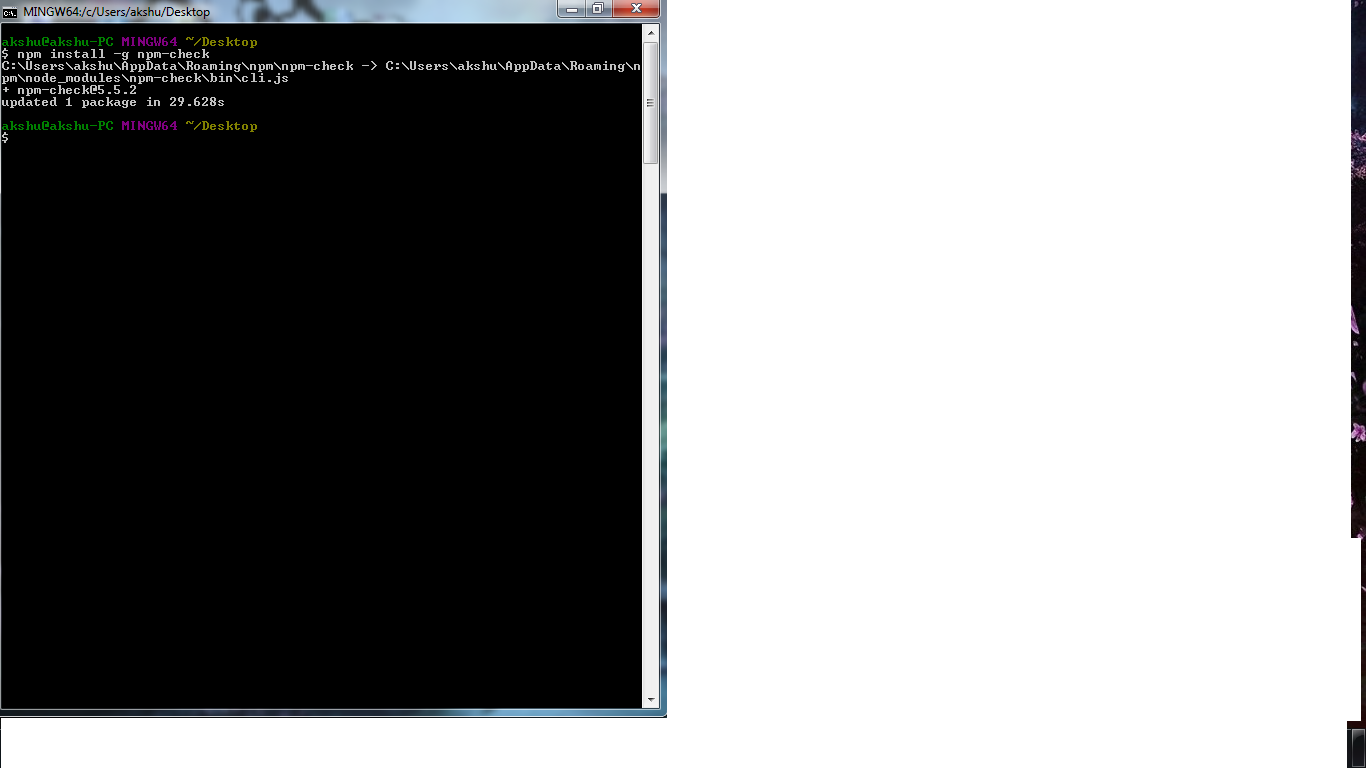 MINGW64:/c/Users/akshu/Desktop
akshu@akshu-PC MINGW64 ~/Desktop
$ npm install -g npm-check
C:\Users\akshu\AppData\Roaming\npm\npm-check -> C:\Users\akshu\AppData\Roaming\n
pm\node_modules\npm-check\bin\cli.js
+ npm-check@5.5.2
updated 1 package in 29.628s
akshu@akshu-PC MINGW64 ~/Desktop
$